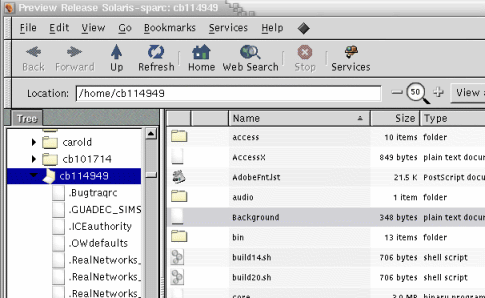 Preview Release Solaris-sparc: cb114949
File Edit View Go Bookmarks Services Help
Back Forward Up Refresh Home Web Search Stop Services
Location: /home/cb114949 50 View a
Tree
Name Size Type
carold
cb101714
cb114949
.Bugtraqrc
.GUADEC_SIMS
.ICEauthority
.OWdefaults
.RealNetworks_
.RealNetworks_
.RealNetworks_
access 10 items folder
AccessX 849 bytes plain text docu
AdobeFntJst 21.5 K PostScript docu
audio 1 item folder
Background 348 bytes plain text docu
bin 13 items folder
build14.sh 706 bytes shell script
build20.sh 706 bytes shell script
core 3.0 MB binary program